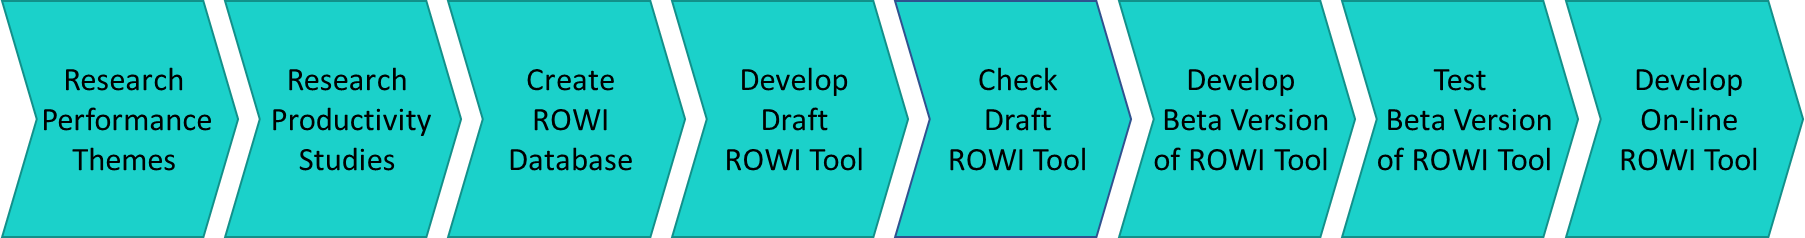 Research
Performance
Themes
Research
Productivity
Studies
Create
ROWI
Database
Develop
Draft
ROWI Tool
Check
Draft
ROWI Tool
Develop
Beta Version
of ROWI Tool
Test
Beta Version
of ROWI Tool
Develop
On-line
ROWI Tool